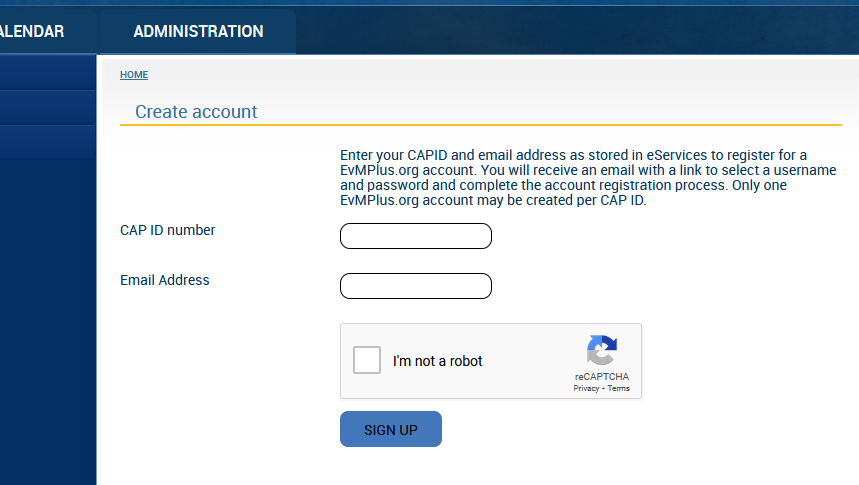 ALENDAR
ADMINISTRATION
HOME
Create account
Enter your CAPID and email address as stored in eServices to register for a
EvMPlus.org account. You will receive an email with a link to select a username
and password and complete the account registration process. Only one
EvMPlus.org account may be created per CAP ID.
CAP ID number
Email Address
I'm not a robot
reCAPTCHA
Privacy - Terms
SIGN UP